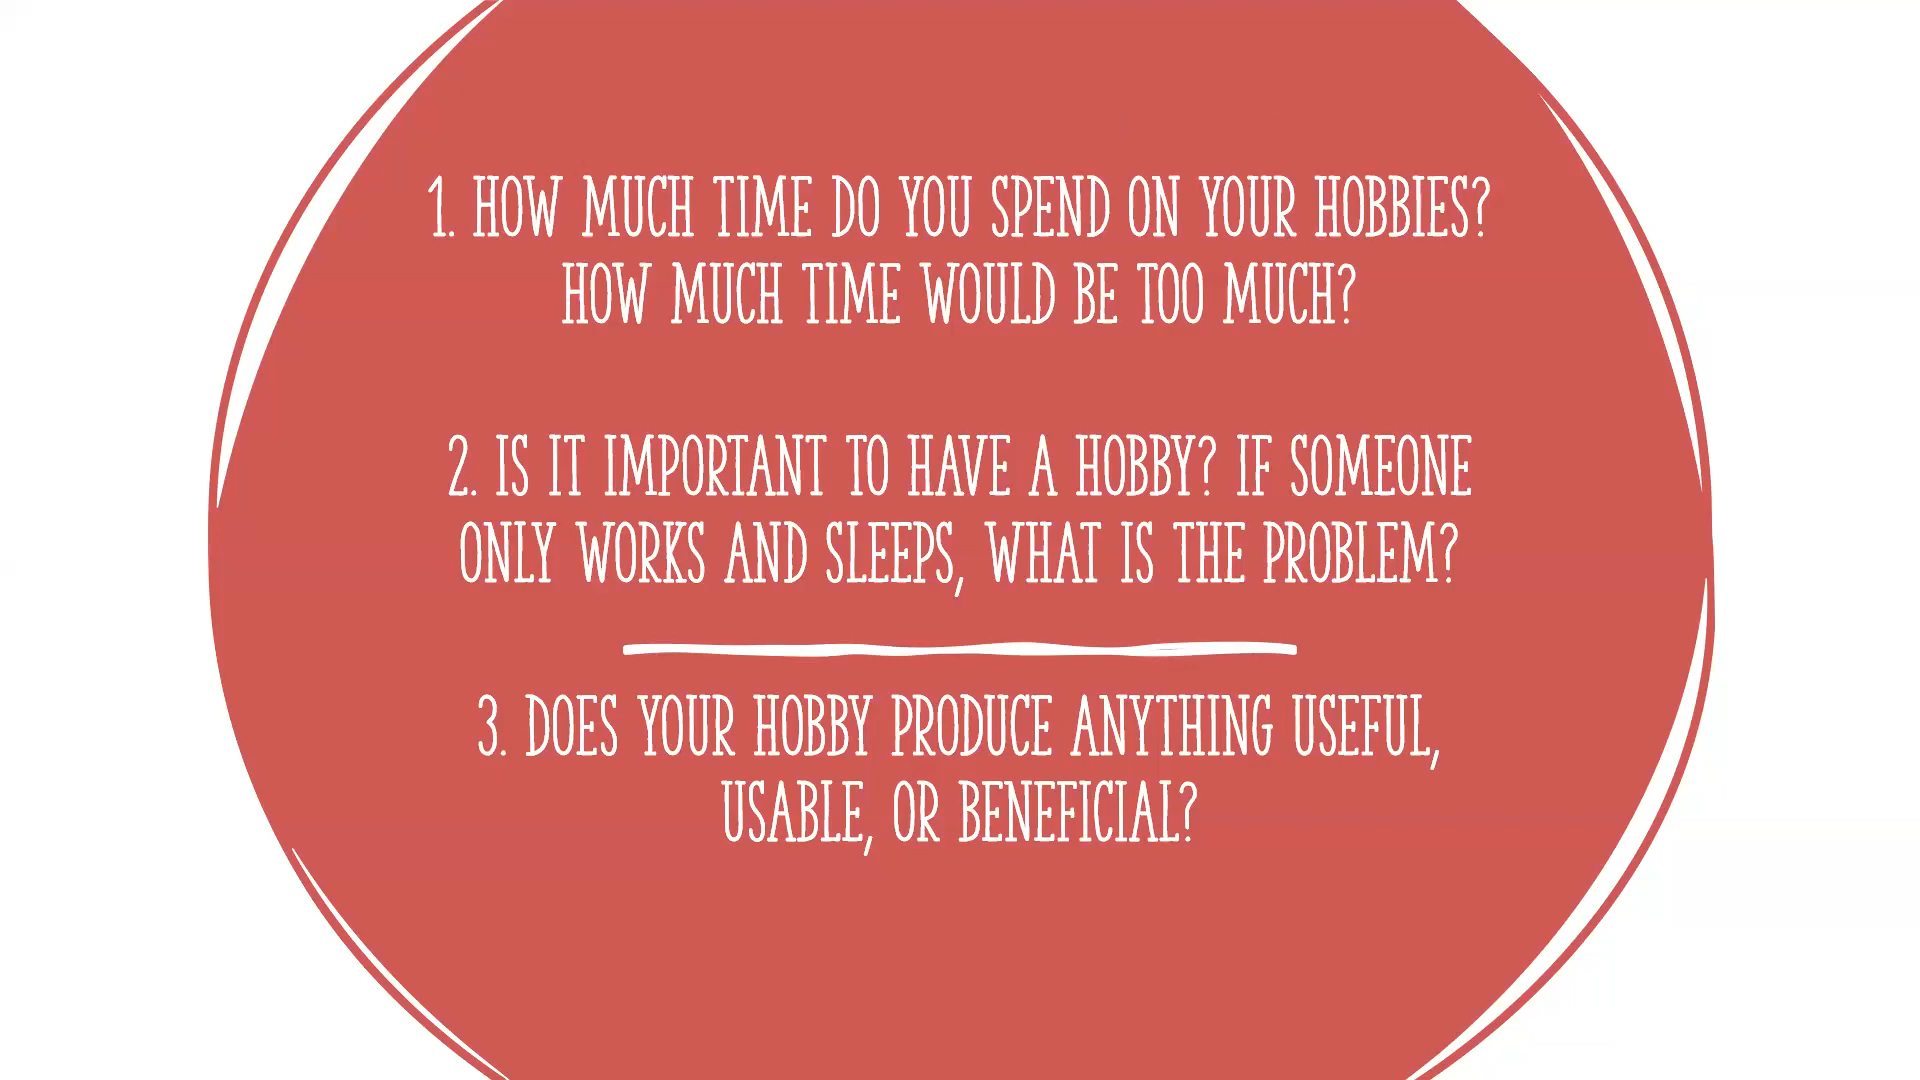 1. HOW MUCH TIME DO YOU SPEND ON YOUR HOBBIES?
HOW MUCH TIME WOULD BE TOO MUCH?
2. IS IT IMPORTANT TO HAVE A HOBBY? IF SOMEONE
ONLY WORKS AND SLEEPS, WHAT IS THE PROBLEM?
3. DOES YOUR HOBBY PRODUCE ANYTHING USEFUL,
USABLE, OR BENEFICIAL?